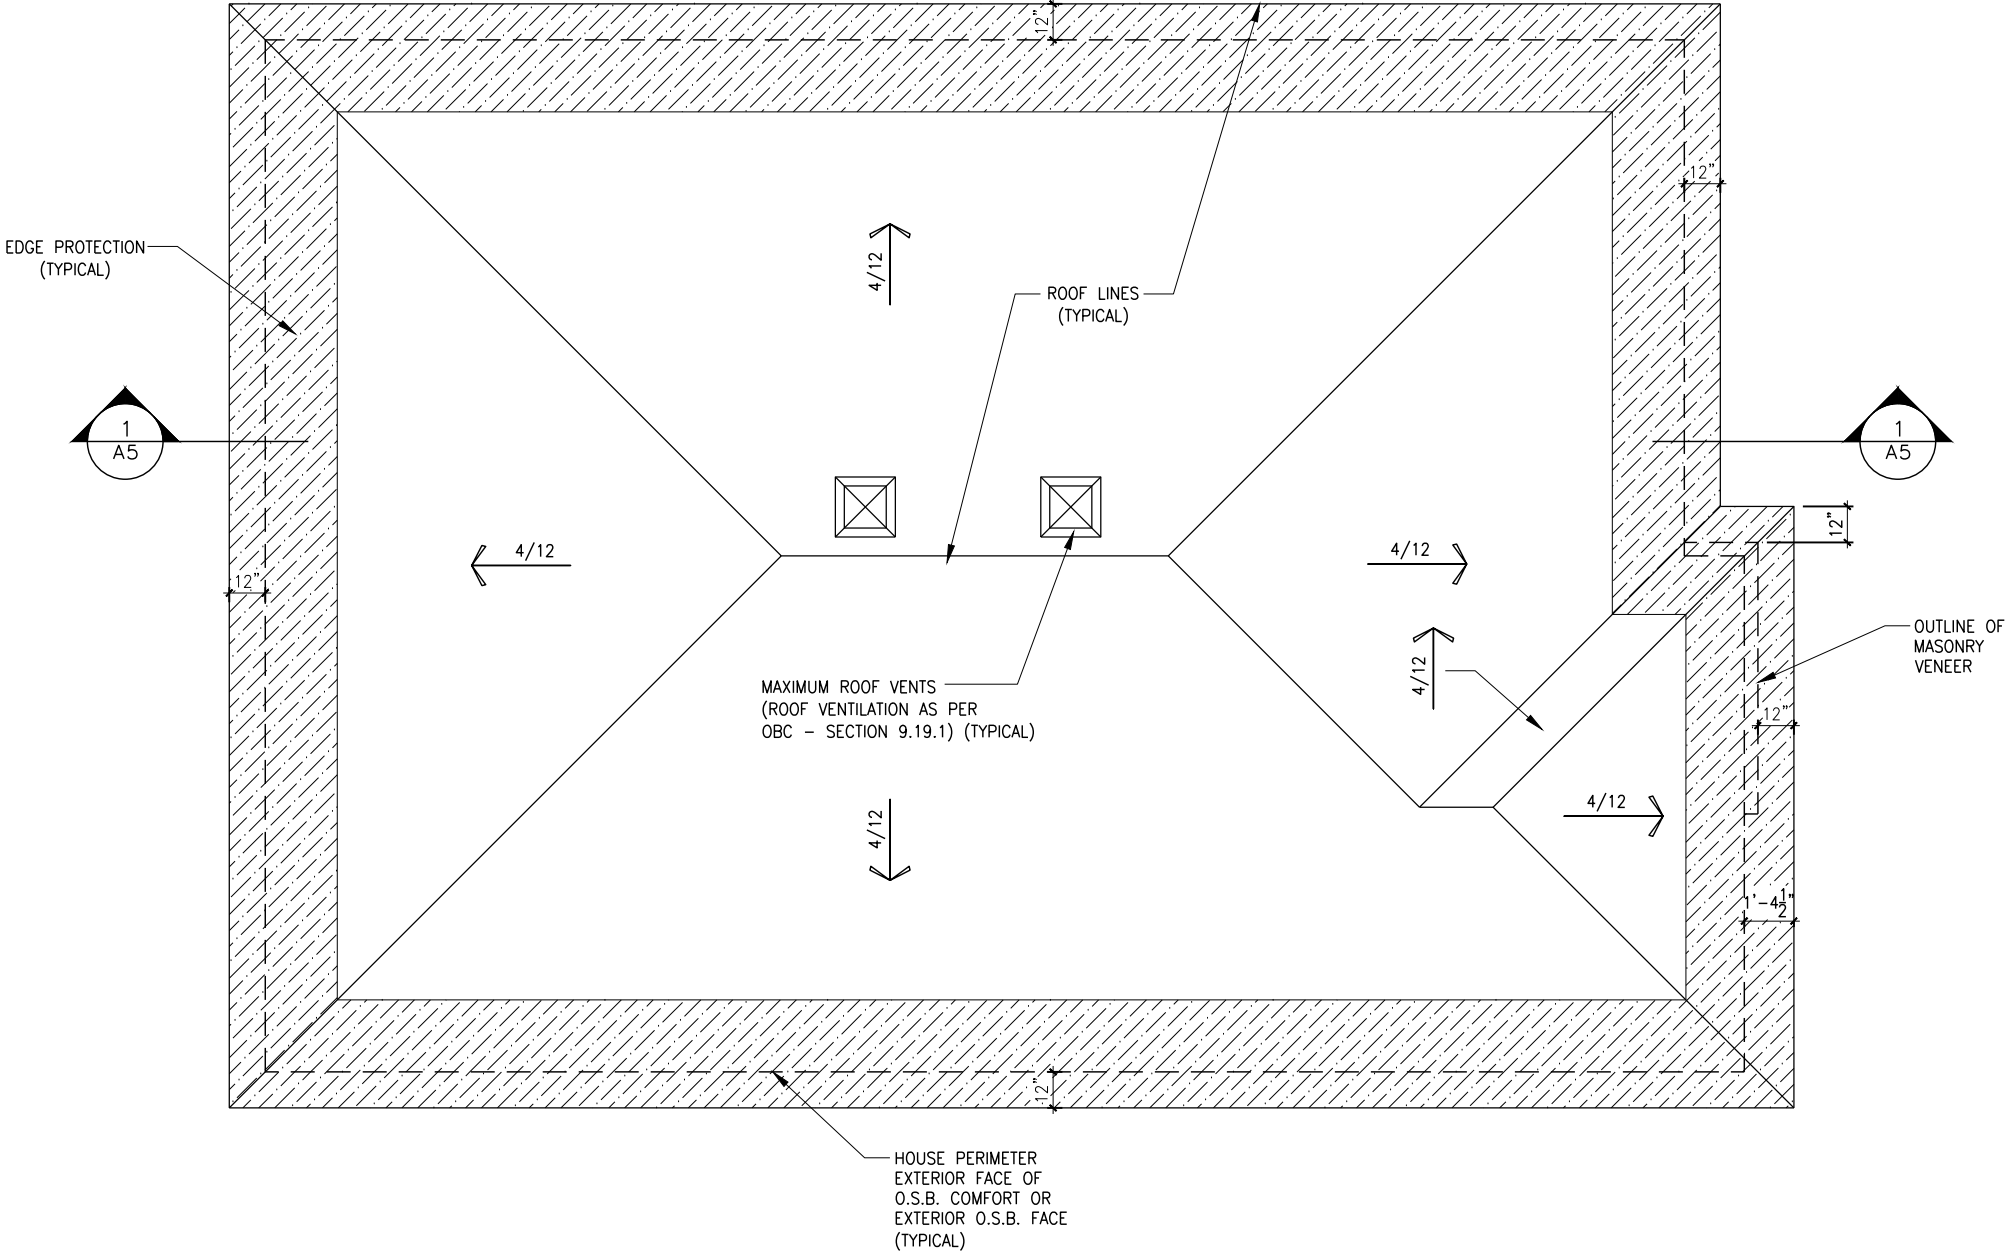 12"
12"
EDGE PROTECTION
(TYPICAL)
4/12
ROOF LINES
(TYPICAL)
1
A5
1
A5
12"
4/12
4/12
12"
OUTLINE OF
MASONRY
VENEER
4/12
MAXIMUM ROOF VENTS
(ROOF VENTILATION AS PER
OBC – SECTION 9.19.1) (TYPICAL)
12"
4/12
4/12
1'-4 1/2"
12"
HOUSE PERIMETER
EXTERIOR FACE OF
O.S.B. COMFORT OR
EXTERIOR O.S.B. FACE
(TYPICAL)